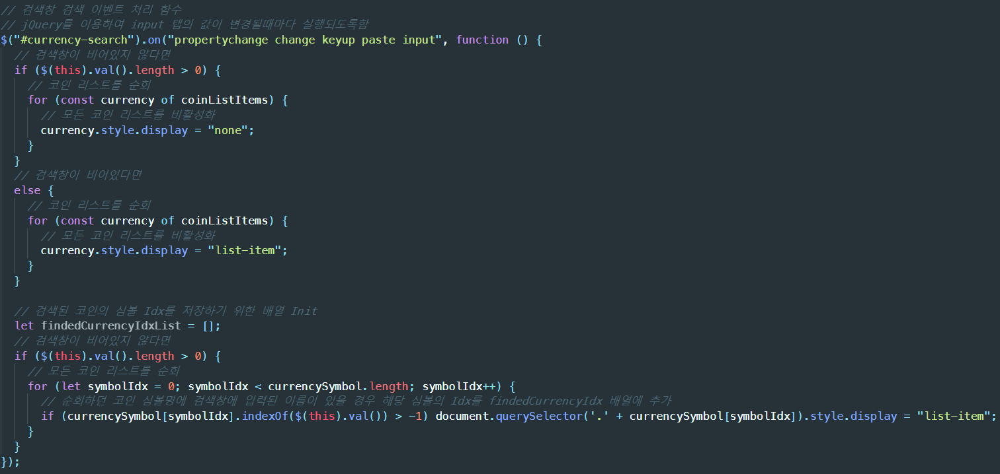 // 검색창 검색 이벤트 처리 함수
// jQuery를 이용하여 input 탭의 값이 변경될때마다 실행되도록함
$("#currency-search").on("propertychange change keyup paste input", function () {
  // 검색창이 비어있지 않다면
  if ($(this).val().length > 0) {
    // 코인 리스트를 순회
    for (const currency of coinListItems) {
      // 모든 코인 리스트를 비활성화
      currency.style.display = "none";
    }
  }
  // 검색창이 비어있다면
  else {
    // 코인 리스트를 순회
    for (const currency of coinListItems) {
      // 모든 코인 리스트를 비활성화
      currency.style.display = "list-item";
    }
  }

  // 검색된 코인의 심볼 Idx를 저장하기 위한 배열 Init
  let findedCurrencyIdxList = [];
  // 검색창이 비어있지 않다면
  if ($(this).val().length > 0) {
    // 모든 코인 리스트를 순회
    for (let symbolIdx = 0; symbolIdx < currencySymbol.length; symbolIdx++) {
      // 순회하던 코인 심볼명에 검색창에 입력된 이름이 있을 경우 해당 심볼의 Idx를 findedCurrencyIdx 배열에 추가
      if (currencySymbol[symbolIdx].indexOf($(this).val()) > -1) document.querySelector('.' + currencySymbol[symbolIdx]).style.display = "list-item";
    }
  }
});